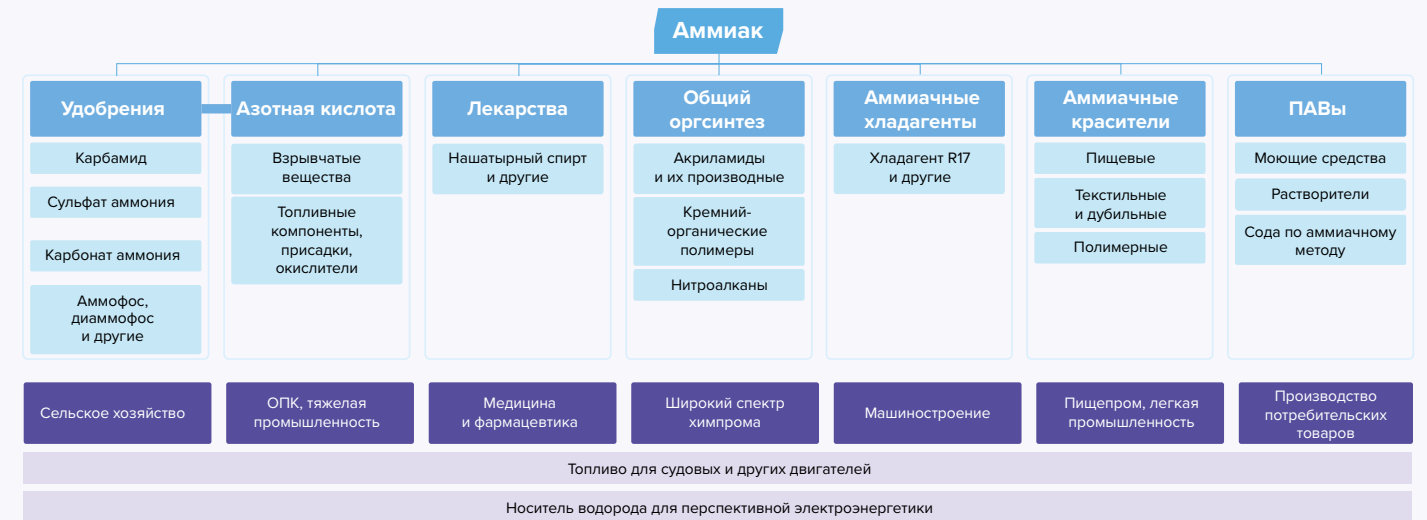 Аммиак
Удобрения
Карбамид
Сульфат аммония
Карбонат аммония
Аммофос,
диаммофос
и другие
Азотная кислота
Взрывчатые
вещества
Топливные
компоненты,
присадки,
окислители
Лекарства
Нашатырный спирт
и другие
Общий
оргсинтез
Акриламиды
и их производные
Кремний-
органические
полимеры
Нитроалканы
Аммиачные
хладагенты
Хладагент R17
и другие
Аммиачные
красители
Пищевые
Текстильные
и дубильные
Полимерные
ПАВы
Моющие средства
Растворители
Сода по аммиачному
методу
Сельское хозяйство
ОПК, тяжелая
промышленность
Медицина
и фармацевтика
Широкий спектр
химпрома
Машиностроение
Пищепром, легкая
промышленность
Производство
потребительских
товаров
Топливо для судовых и других двигателей
Носитель водорода для перспективной электроэнергетики